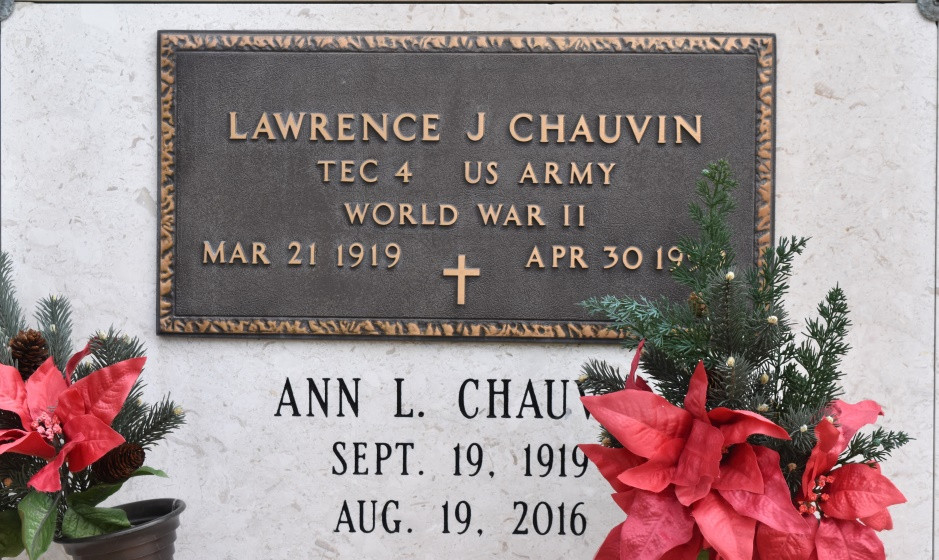 LAWRENCE J CHAUVIN
TEC 4 US ARMY
WORLD WAR II
MAR 21 1919 APR 30
ANN L.
SEPT. 19, 1919
AUG. 19, 2016